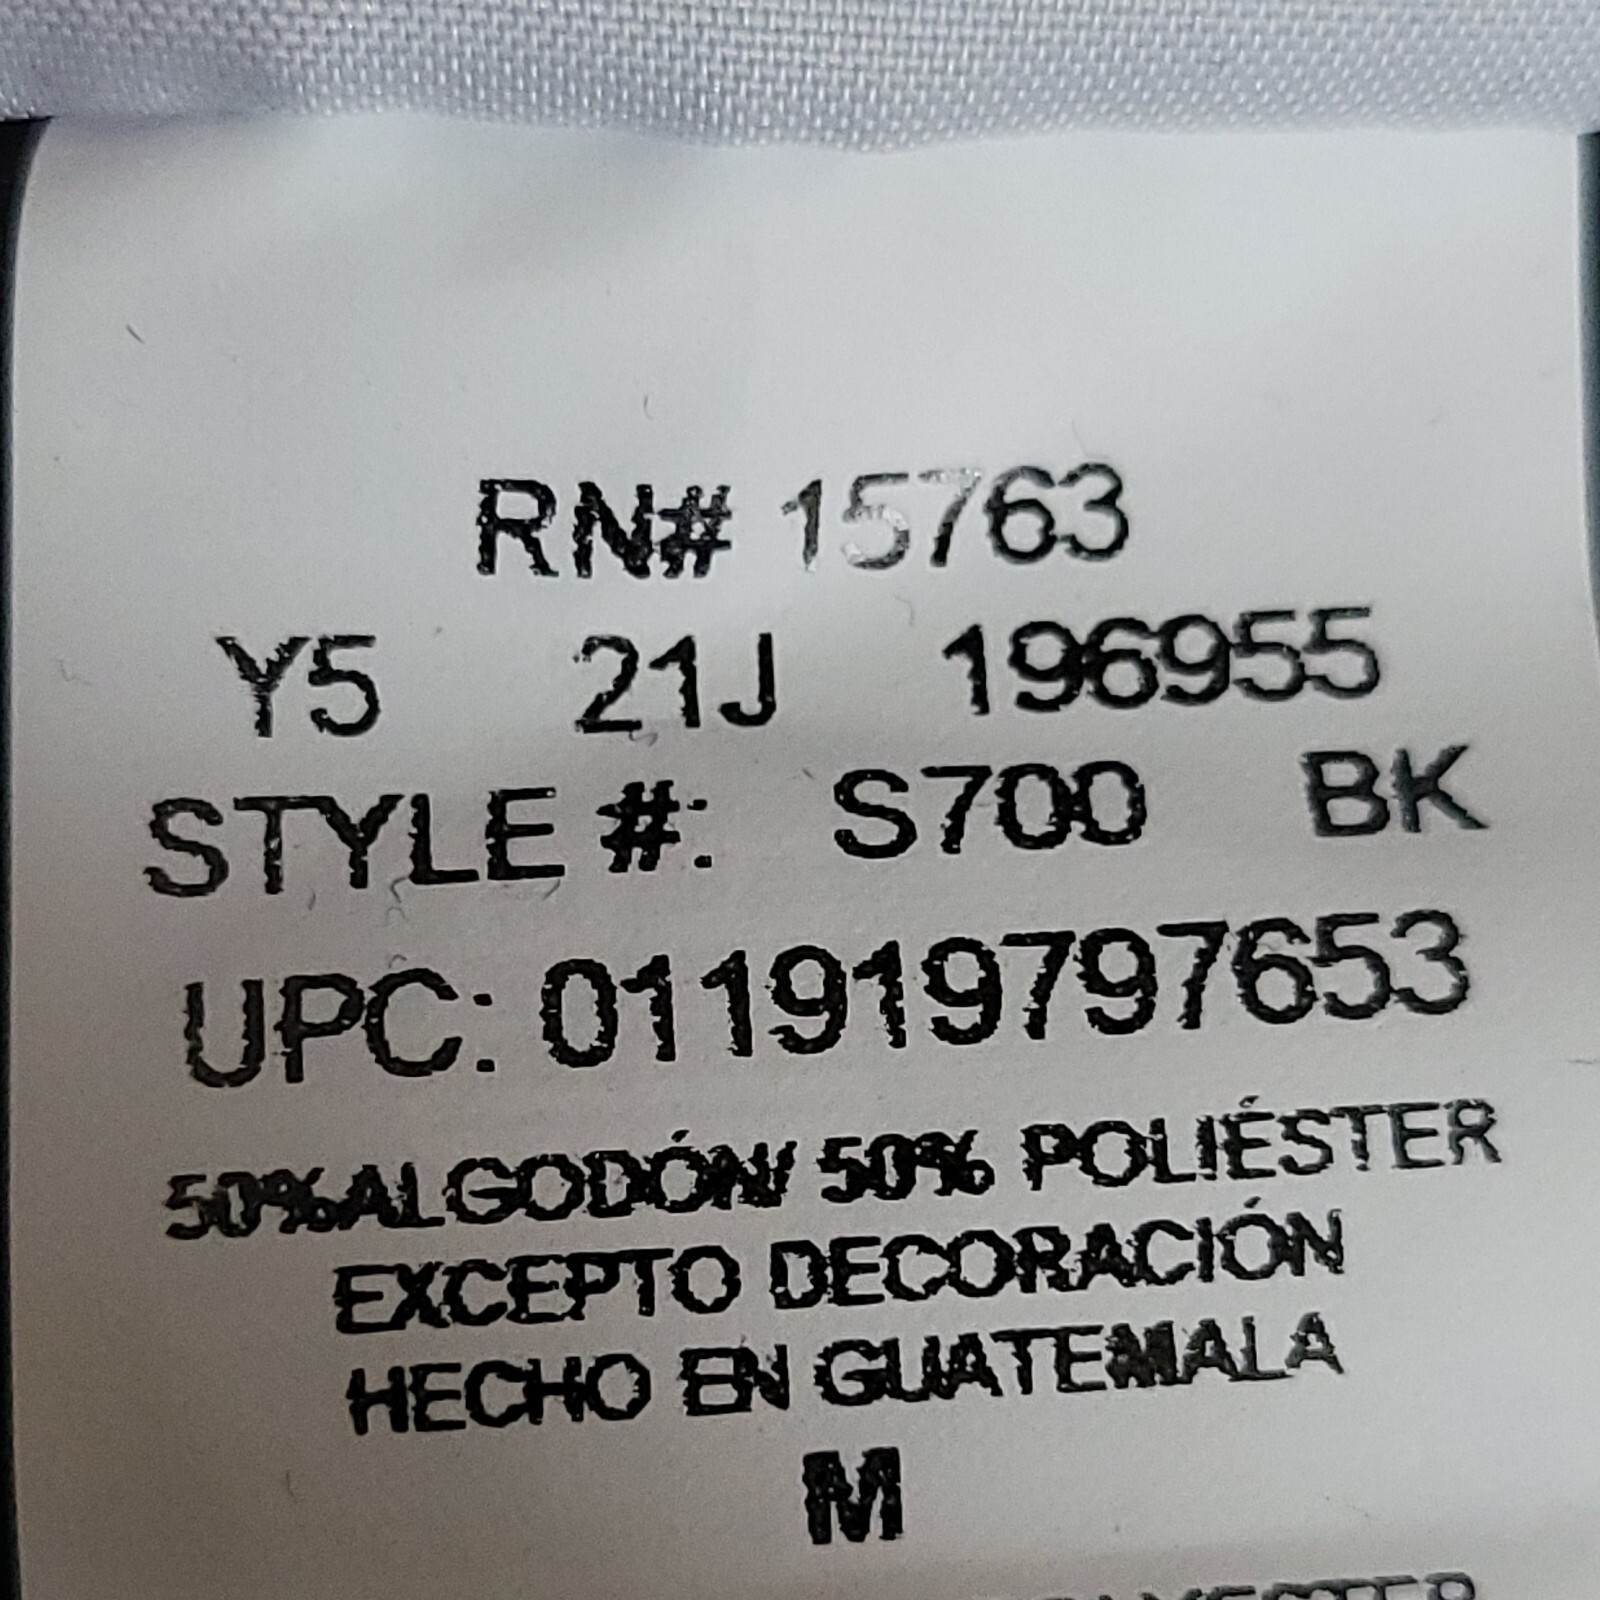 RN# 15763
Y5 21J 196955
STYLE #: S700 BK
UPC: 011919797653
50%ALGODÓN/ 50% POLIÉSTER
EXCEPTO DECORACIÓN
HECHO EN GUATEMALA
M